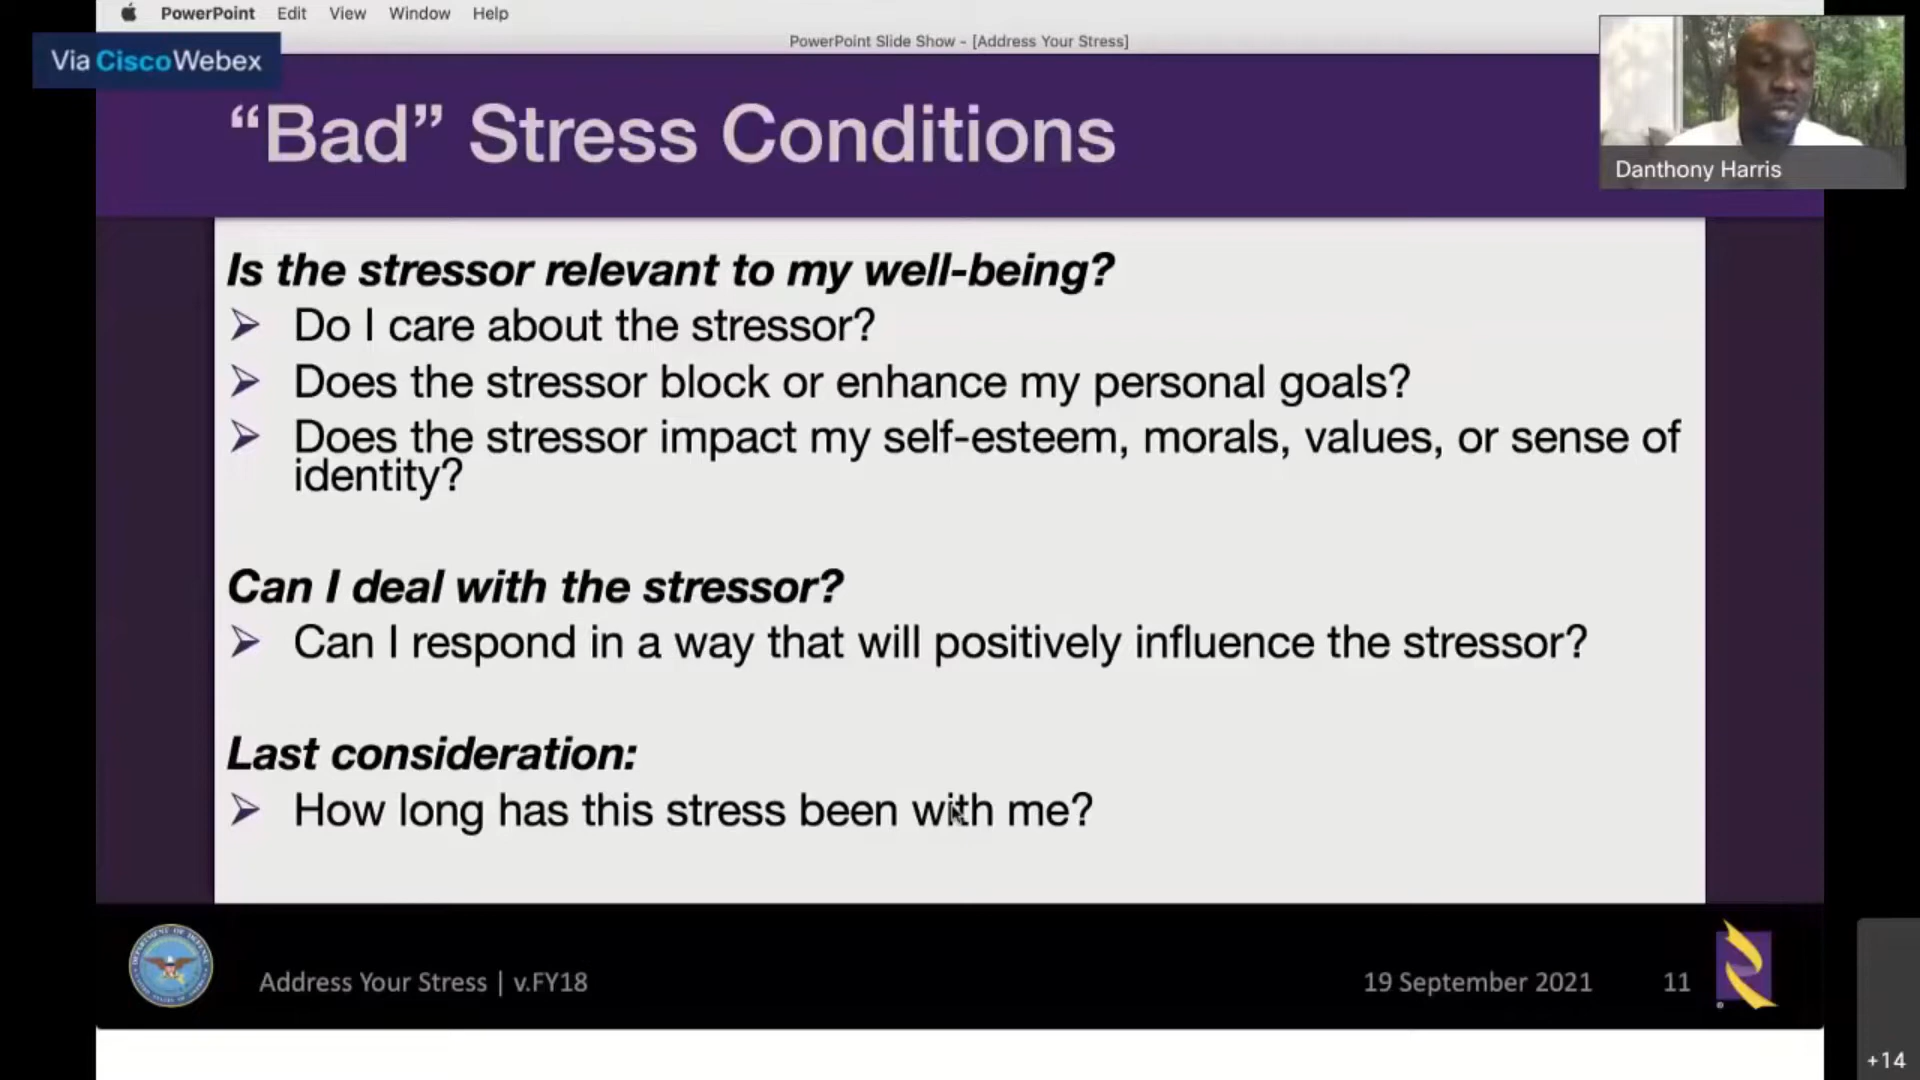 PowerPoint Edit View Window Help
PowerPoint Slide Show - [Address Your Stress]
Via CiscoWebex
“Bad” Stress Conditions
Danthony Harris
Is the stressor relevant to my well-being?
Do I care about the stressor?
Does the stressor block or enhance my personal goals?
Does the stressor impact my self-esteem, morals, values, or sense of
identity?
Can I deal with the stressor?
Can I respond in a way that will positively influence the stressor?
Last consideration:
How long has this stress been with me?
DEPARTMENT OF DEFENSE
Address Your Stress | v.FY18
19 September 2021
11
+14